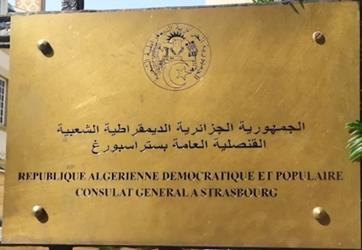 الجمهورية الجزائرية الديمقراطية الشعبية
القنصلية العامة بستراسبورغ
REPUBLIQUE ALGERIENNE DEMOCRATIQUE ET POPULAIRE
CONSULAT GENERAL A STRASBOURG